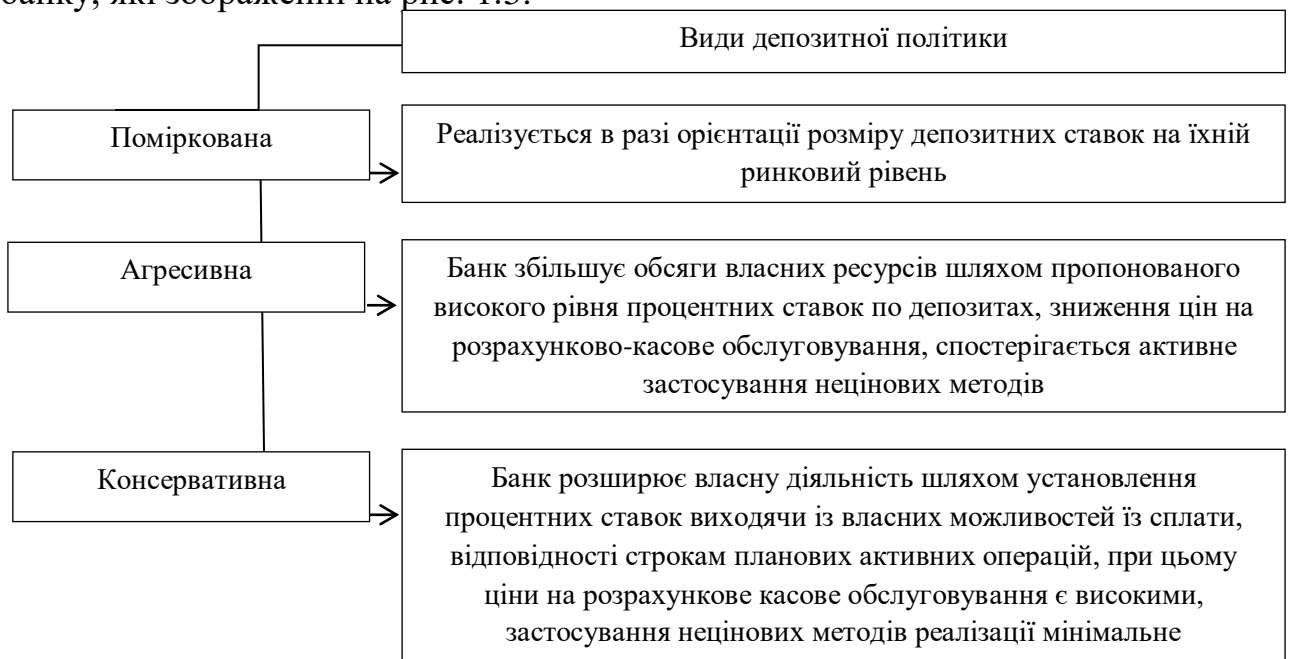 банку, які зображенні на рис. 1.3.
Види депозитної політики
Поміркована
Реалізується в разі орієнтації розміру депозитних ставок на їхній
ринковий рівень
Агресивна
Банк збільшує обсяги власних ресурсів шляхом пропонованого
високого рівня процентних ставок по депозитах, зниження цін на
розрахунково-касове обслуговування, спостерігається активне
застосування нецінових методів
Консервативна
Банк розширює власну діяльність шляхом установлення
процентних ставок виходячи із власних можливостей їз сплати,
відповідності строкам планових активних операцій, при цьому
ціни на розрахункове касове обслуговування є високими,
застосування нецінових методів реалізації мінімальне